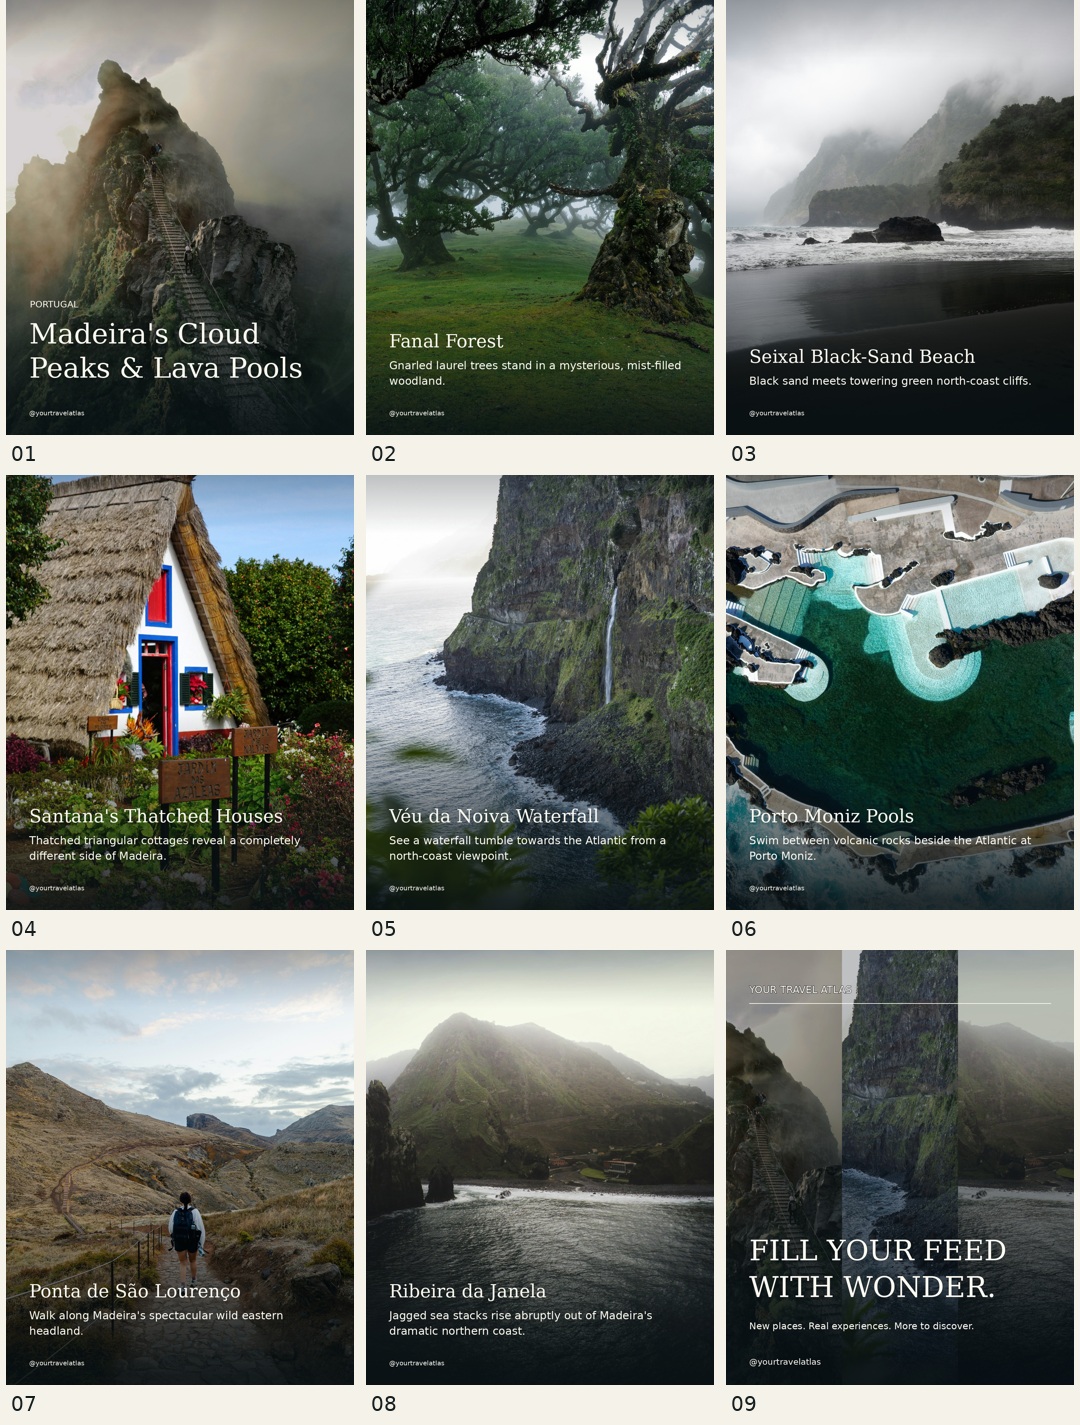 PORTUGAL
Madeira's Cloud
Peaks & Lava Pools
@yourtravelatlas
01
Fanal Forest
Gnarled laurel trees stand in a mysterious, mist-filled
woodland.
@yourtravelatlas
02
Seixal Black-Sand Beach
Black sand meets towering green north-coast cliffs.
@yourtravelatlas
03
Santana's Thatched Houses
Thatched triangular cottages reveal a completely
different side of Madeira.
@yourtravelatlas
04
Véu da Noiva Waterfall
See a waterfall tumble towards the Atlantic from a
north-coast viewpoint.
@yourtravelatlas
05
Porto Moniz Pools
Swim between volcanic rocks beside the Atlantic at
Porto Moniz.
@yourtravelatlas
06
Ponta de São Lourenço
Walk along Madeira's spectacular wild eastern
headland.
@yourtravelatlas
07
Ribeira da Janela
Jagged sea stacks rise abruptly out of Madeira's
dramatic northern coast.
@yourtravelatlas
08
YOUR TRAVEL ATLAS
FILL YOUR FEED
WITH WONDER.
New places. Real experiences. More to discover.
@yourtravelatlas
09